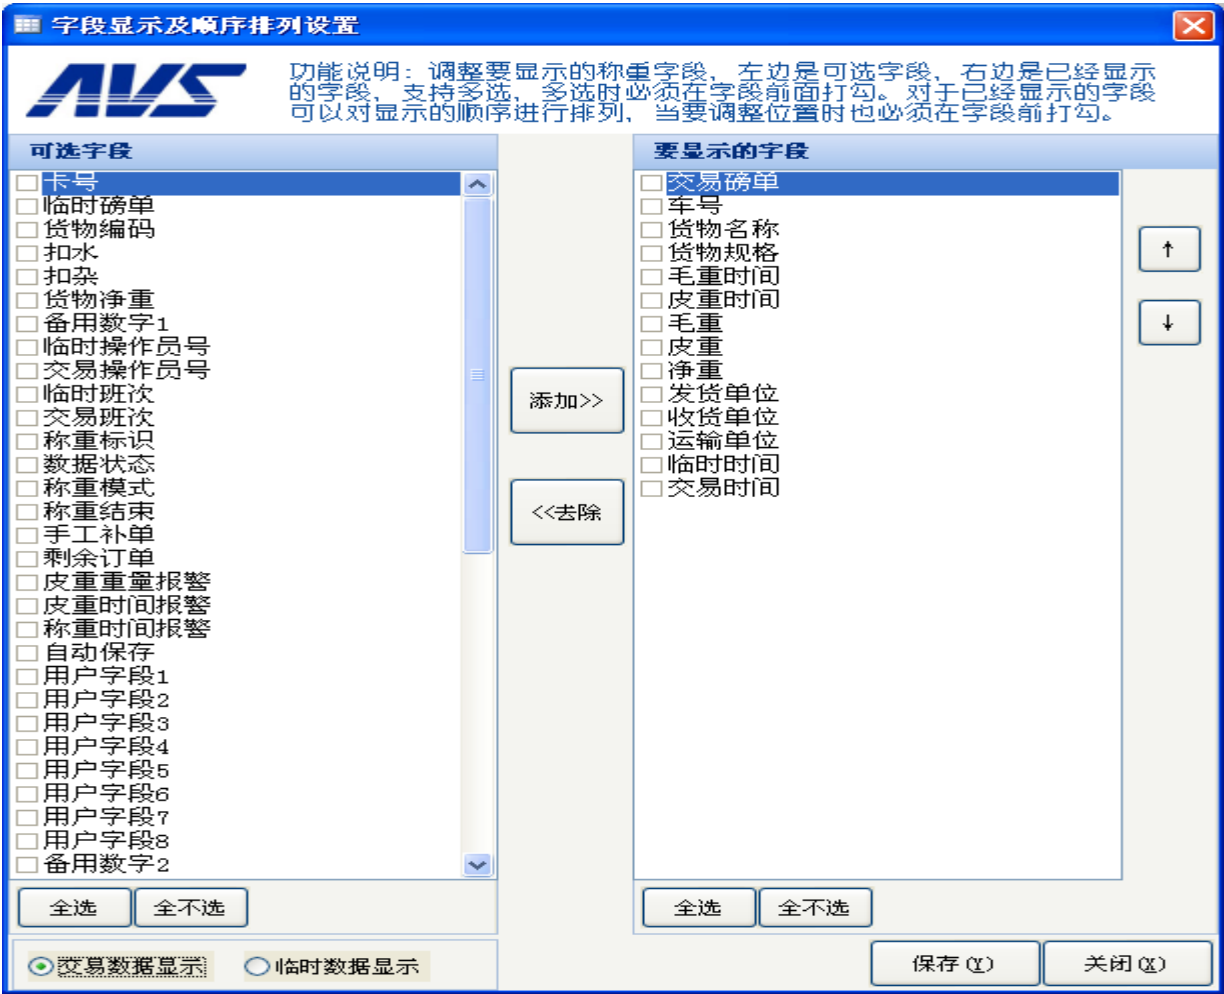 字段显示及顺序排列设置
AVS
功能说明：调整要显示的称重字段，左边是可选字段，右边是已经显示
的字段，支持多选，多选时必须在字段前面打勾。对于已经显示的字段
可以对显示的顺序进行排列，当要调整位置时也必须在字段前打勾。
可选字段
卡号
临时磅单
货物编码
扣水
扣杂
货物净重
备用数字1
临时操作员号
交易操作员号
临时班次
交易班次
称重标识
数据状态
称重模式
称重结束
手工补单
剩余订单
皮重重量报警
皮重时间报警
称重时间报警
自动保存
用户字段1
用户字段2
用户字段3
用户字段4
用户字段5
用户字段6
用户字段7
用户字段8
备用数字2
全选 全不选
交易数据显示 临时数据显示
添加>>
<<去除
要显示的字段
交易磅单
车号
货物名称
货物规格
毛重时间
皮重时间
毛重
皮重
净重
发货单位
收货单位
运输单位
临时时间
交易时间
↑
↓
全选 全不选
保存(Y) 关闭(X)